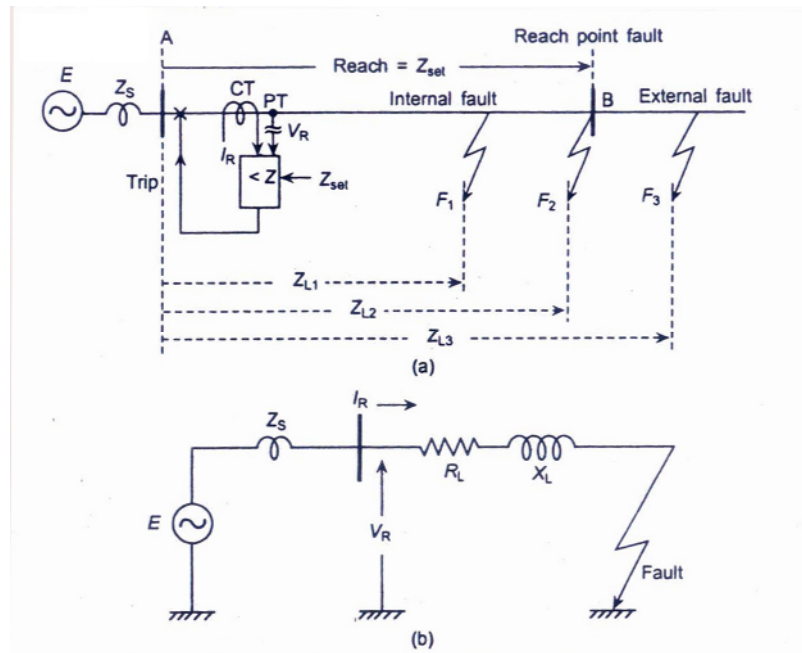 A
Reach point fault
Reach = Zset
E
ZS
CT
PT
Internal fault
B
External fault
VR
IR
Trip
< Z
Zset
F1
F2
F3
ZL1
ZL2
ZL3
(a)
IR
ZS
RL
XL
E
VR
Fault
(b)